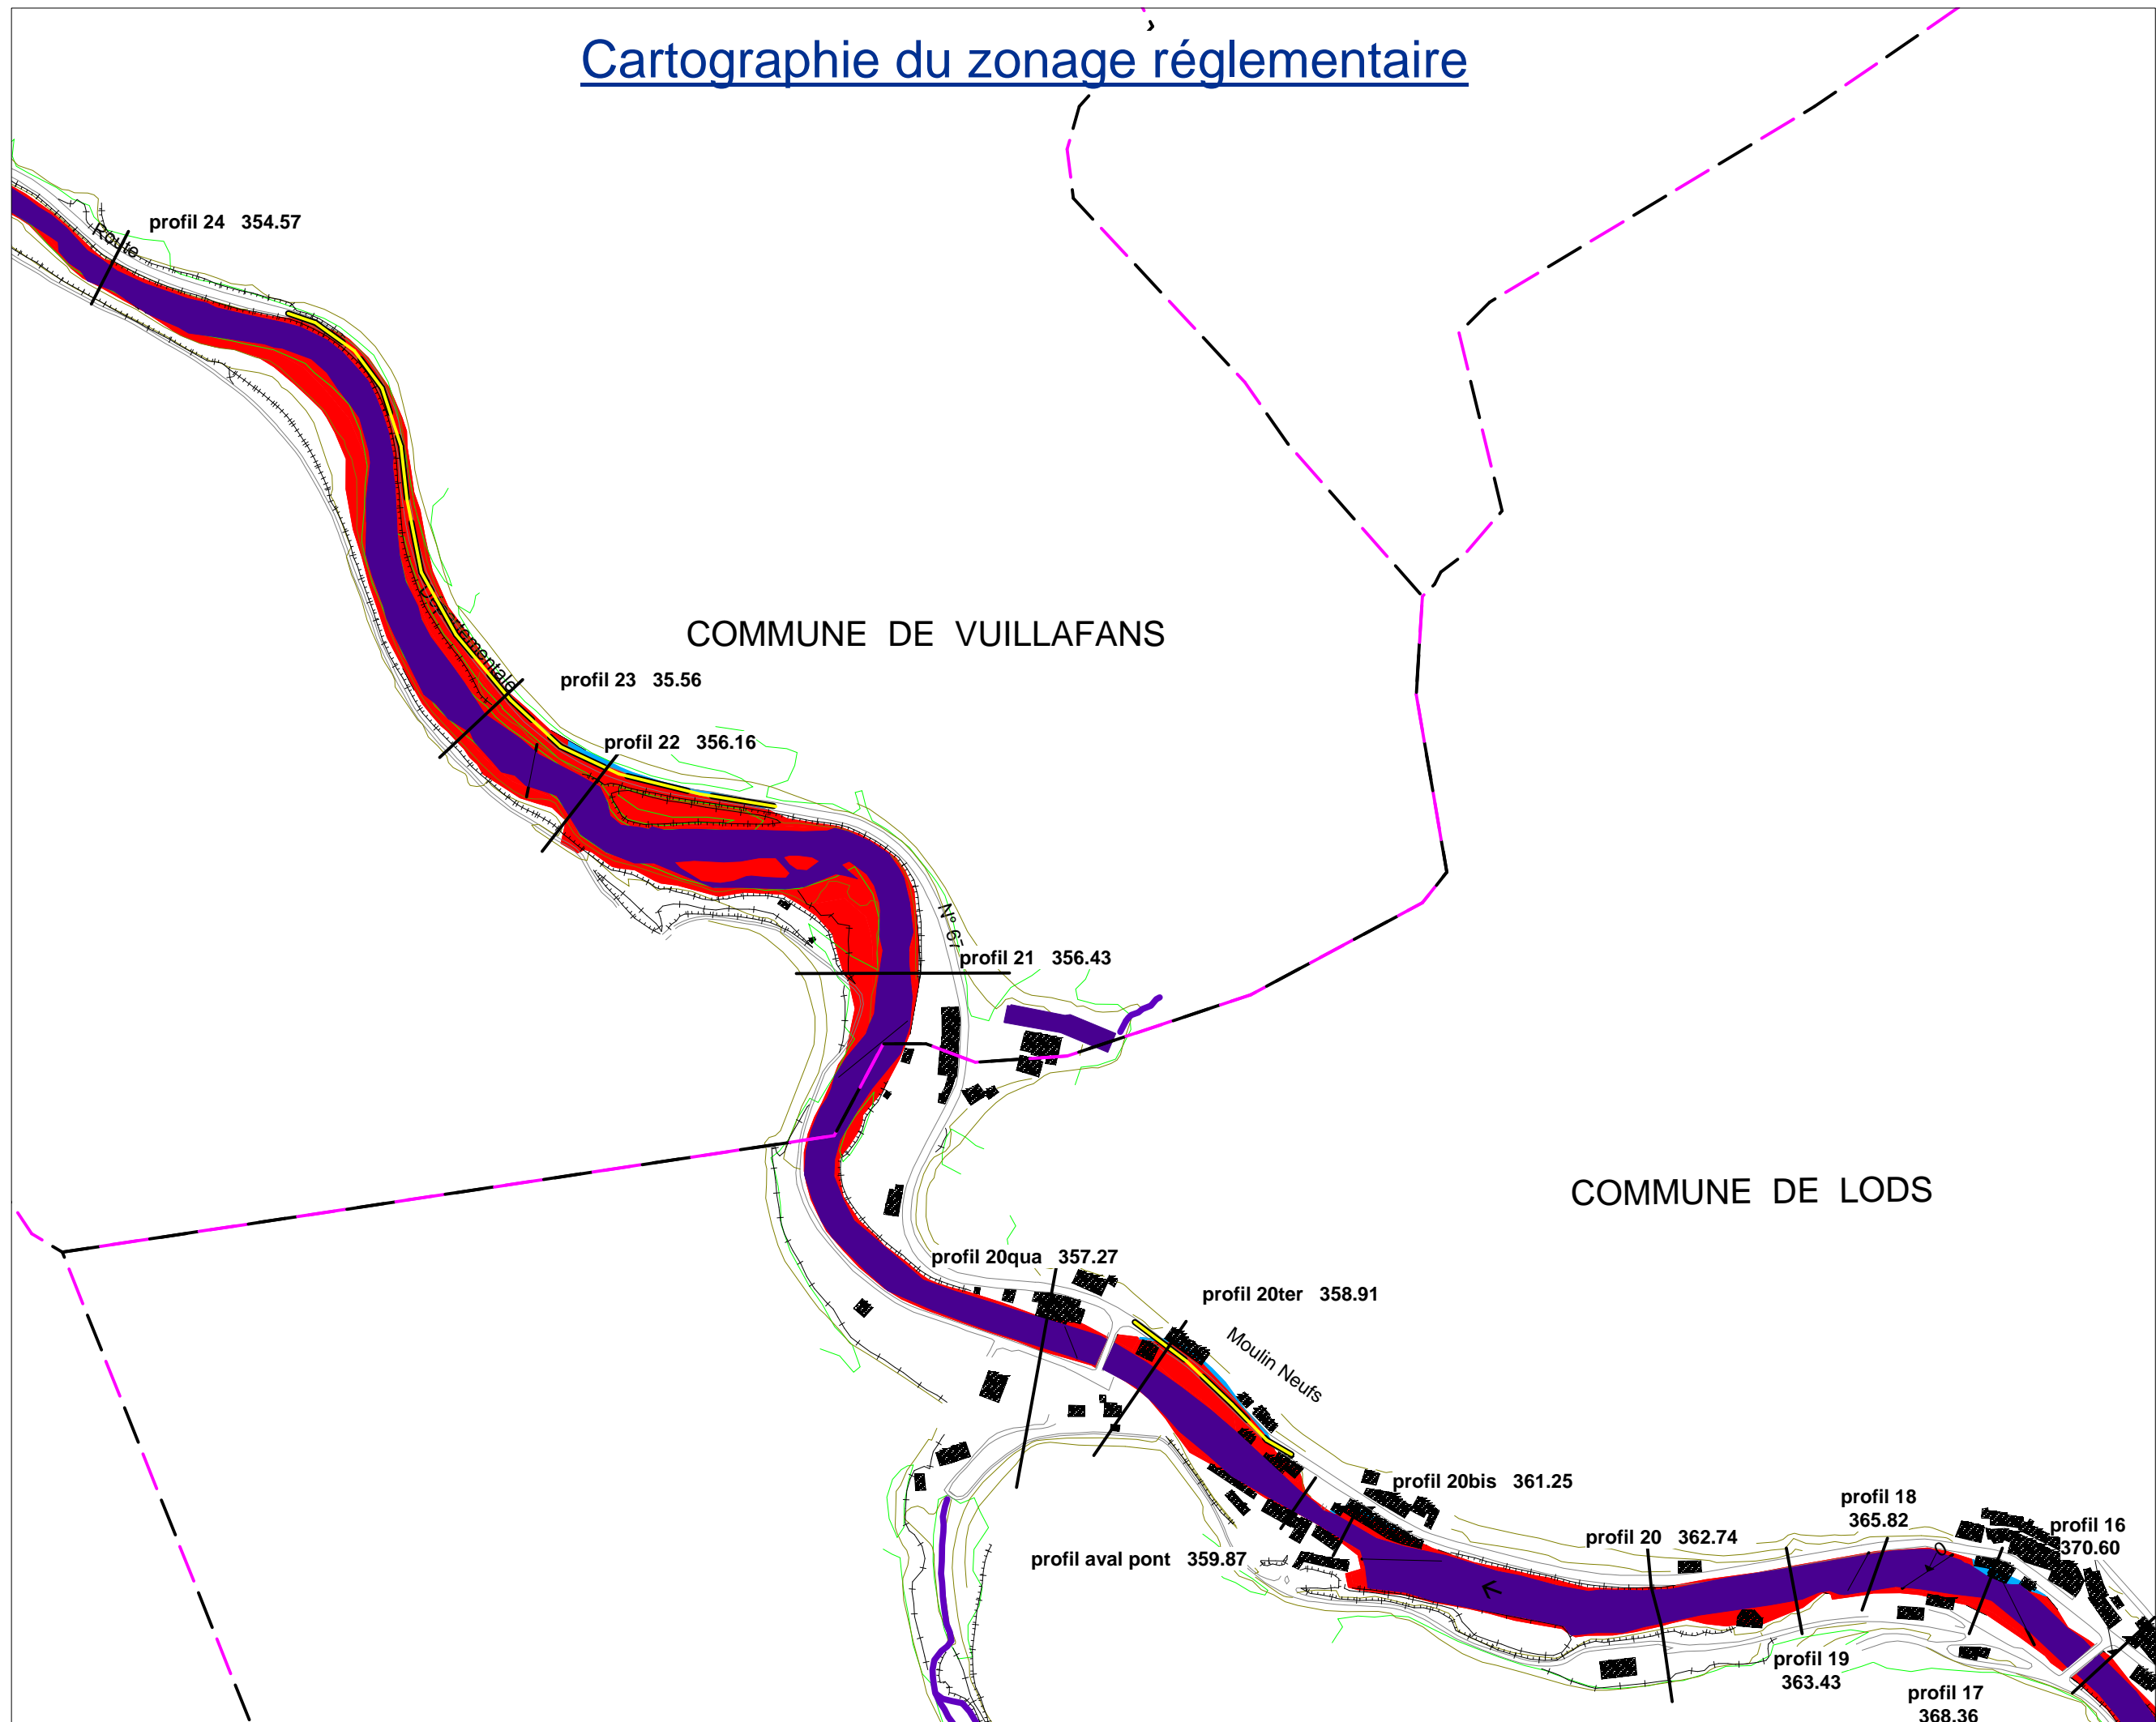 Cartographie du zonage réglementaire
profil 24 354.57
Route
COMMUNE DE VUILLAFANS
profil 23 35.56
profil 22 356.16
N° 67
profil 21 356.43
COMMUNE DE LODS
profil 20qua 357.27
profil 20ter 358.91
Moulin Neufs
profil 20bis 361.25
profil 18
365.82
profil 16
370.60
profil 20 362.74
profil aval pont 359.87
profil 19
363.43
profil 17
368.36